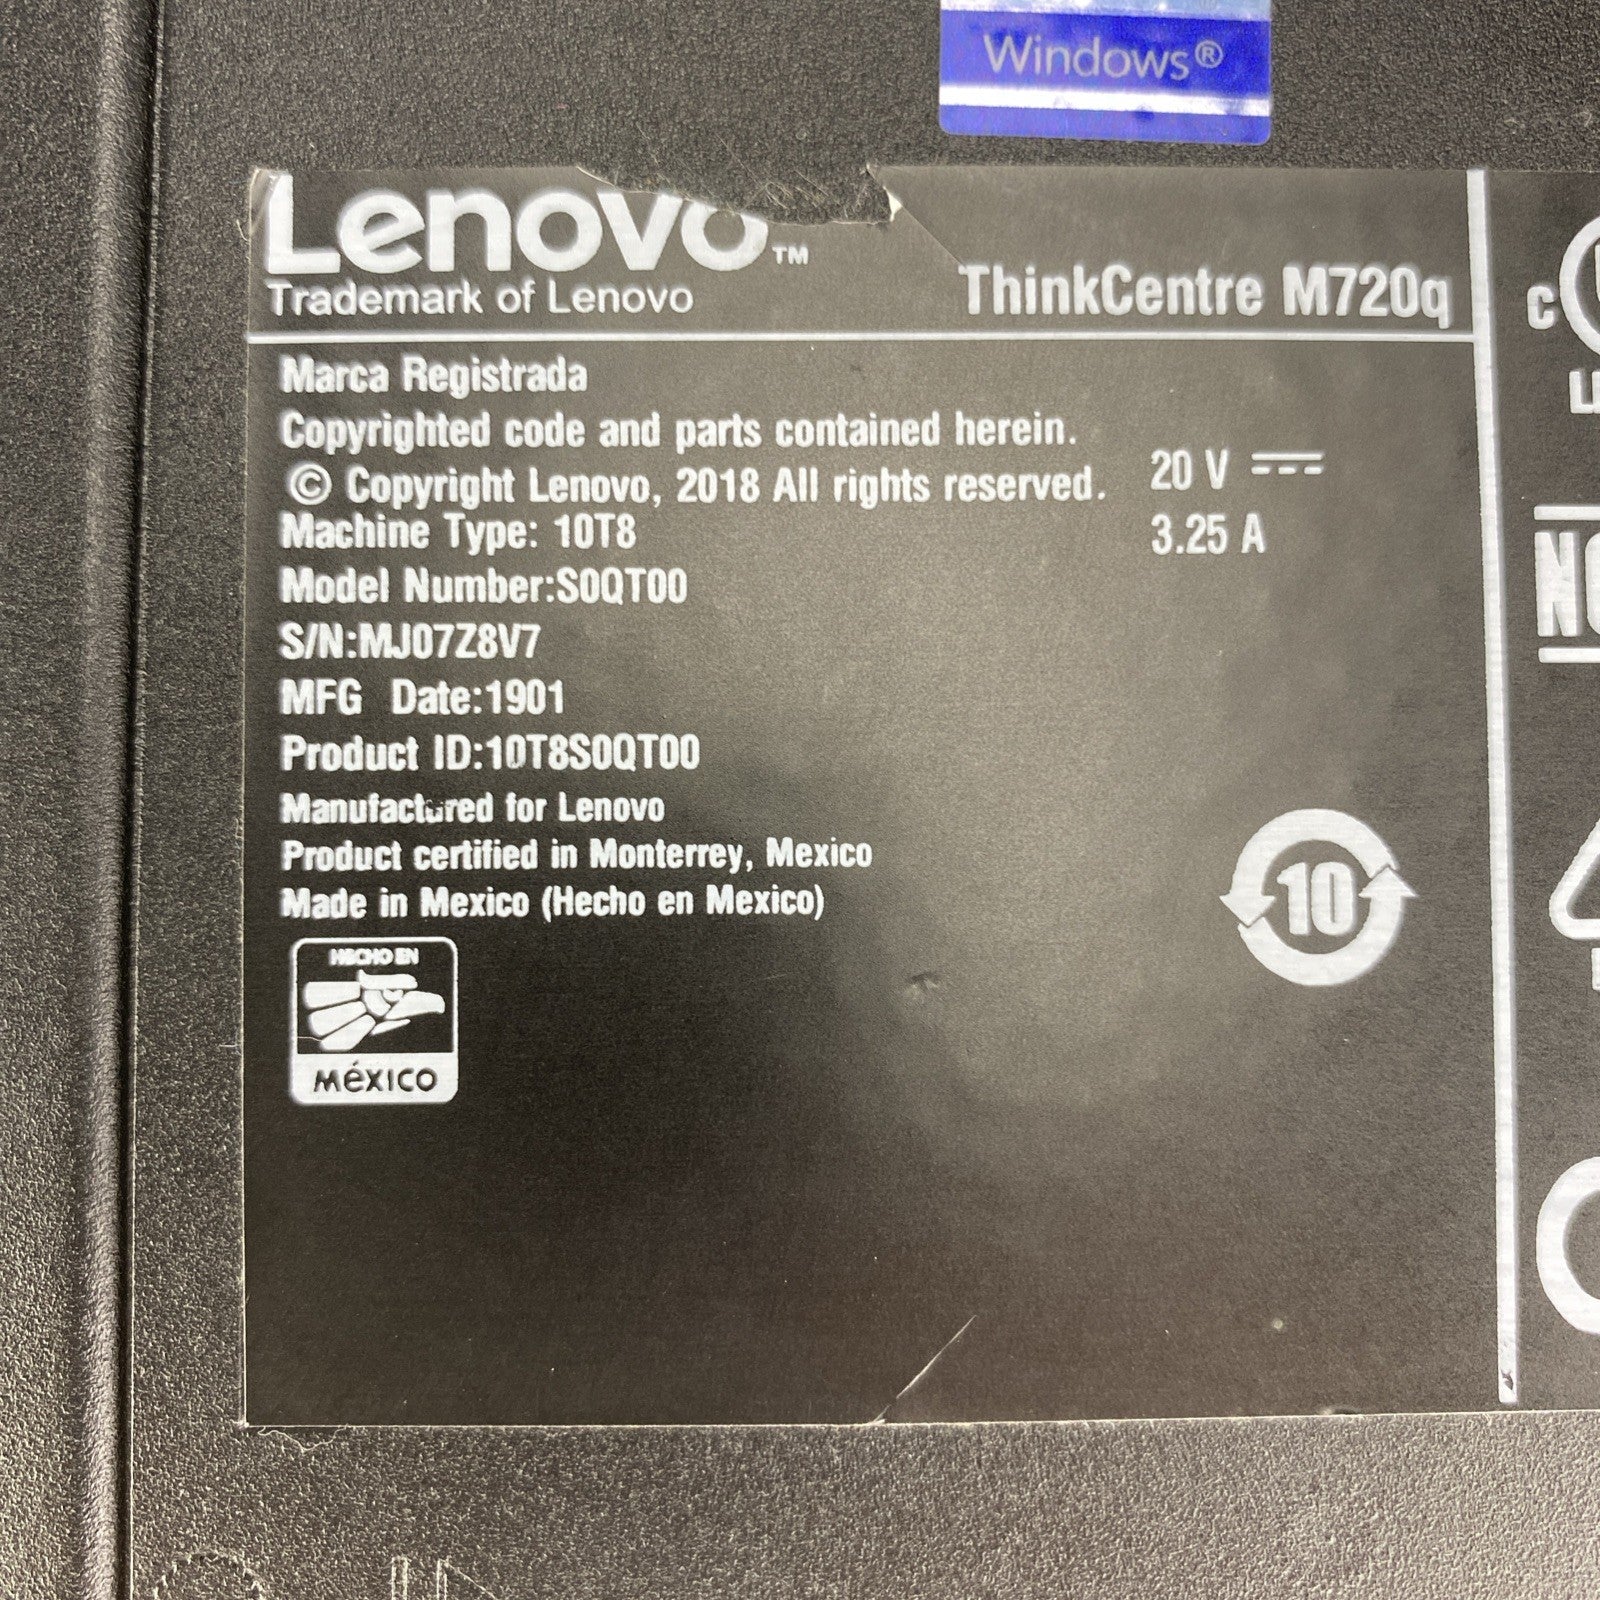 Windows®
Lenovo™
Trademark of Lenovo
ThinkCentre M720q
Marca Registrada
Copyrighted code and parts contained herein.
© Copyright Lenovo, 2018 All rights reserved.
20 V
Machine Type: 10T8
3.25 A
Model Number:S0QT00
S/N:MJ07Z8V7
MFG Date:1901
Product ID:10T8S0QT00
Manufactured for Lenovo
Product certified in Monterrey, Mexico
Made in Mexico (Hecho en Mexico)
10
HECHO EN
MéXICO
C